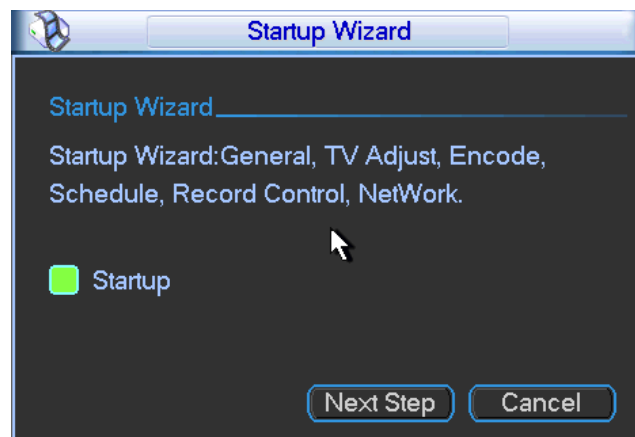 Startup Wizard
Startup Wizard
Startup Wizard:General, TV Adjust, Encode,
Schedule, Record Control, NetWork.
Startup
Next Step Cancel